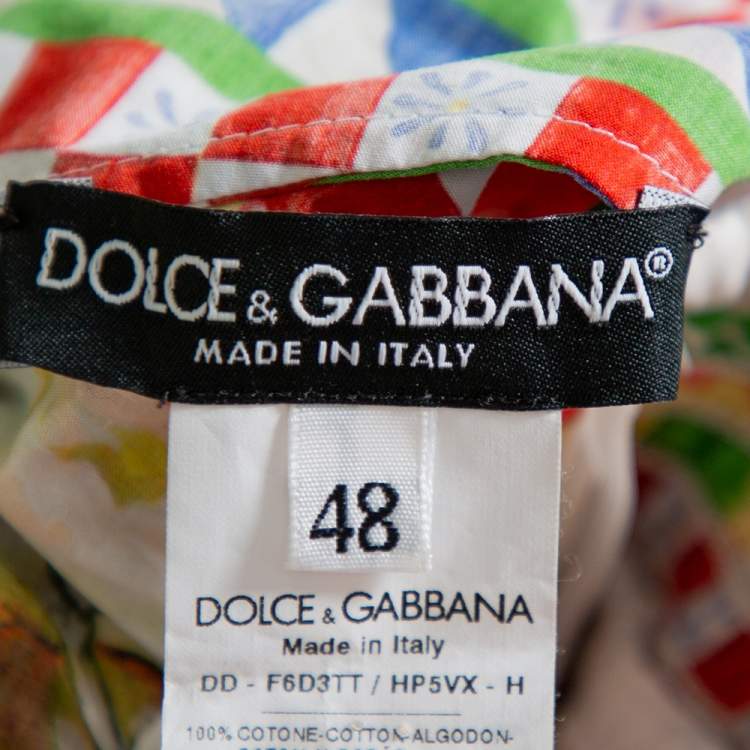 DOLCE & GABBANA®
MADE IN ITALY
48
DOLCE & GABBANA
Made in Italy
DD - F6D3TT / HP5VX - H
100% COTONE-COTTON-ALGODON-